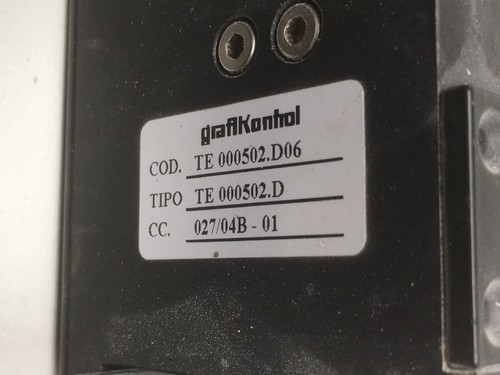 grafikontrol
COD. TE 000502.D06
TIPO TE 000502.D
CC. 027/04B - 01